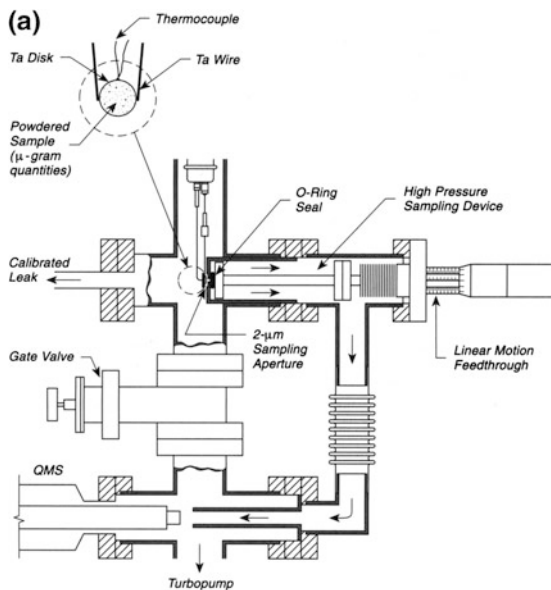 (a)
Thermocouple
Ta Disk
Ta Wire
Powdered
Sample
(μ-gram
quantities)
O-Ring
Seal
High Pressure
Sampling Device
Calibrated
Leak
2-μm
Sampling
Aperture
Linear Motion
Feedthrough
Gate Valve
QMS
Turbopump